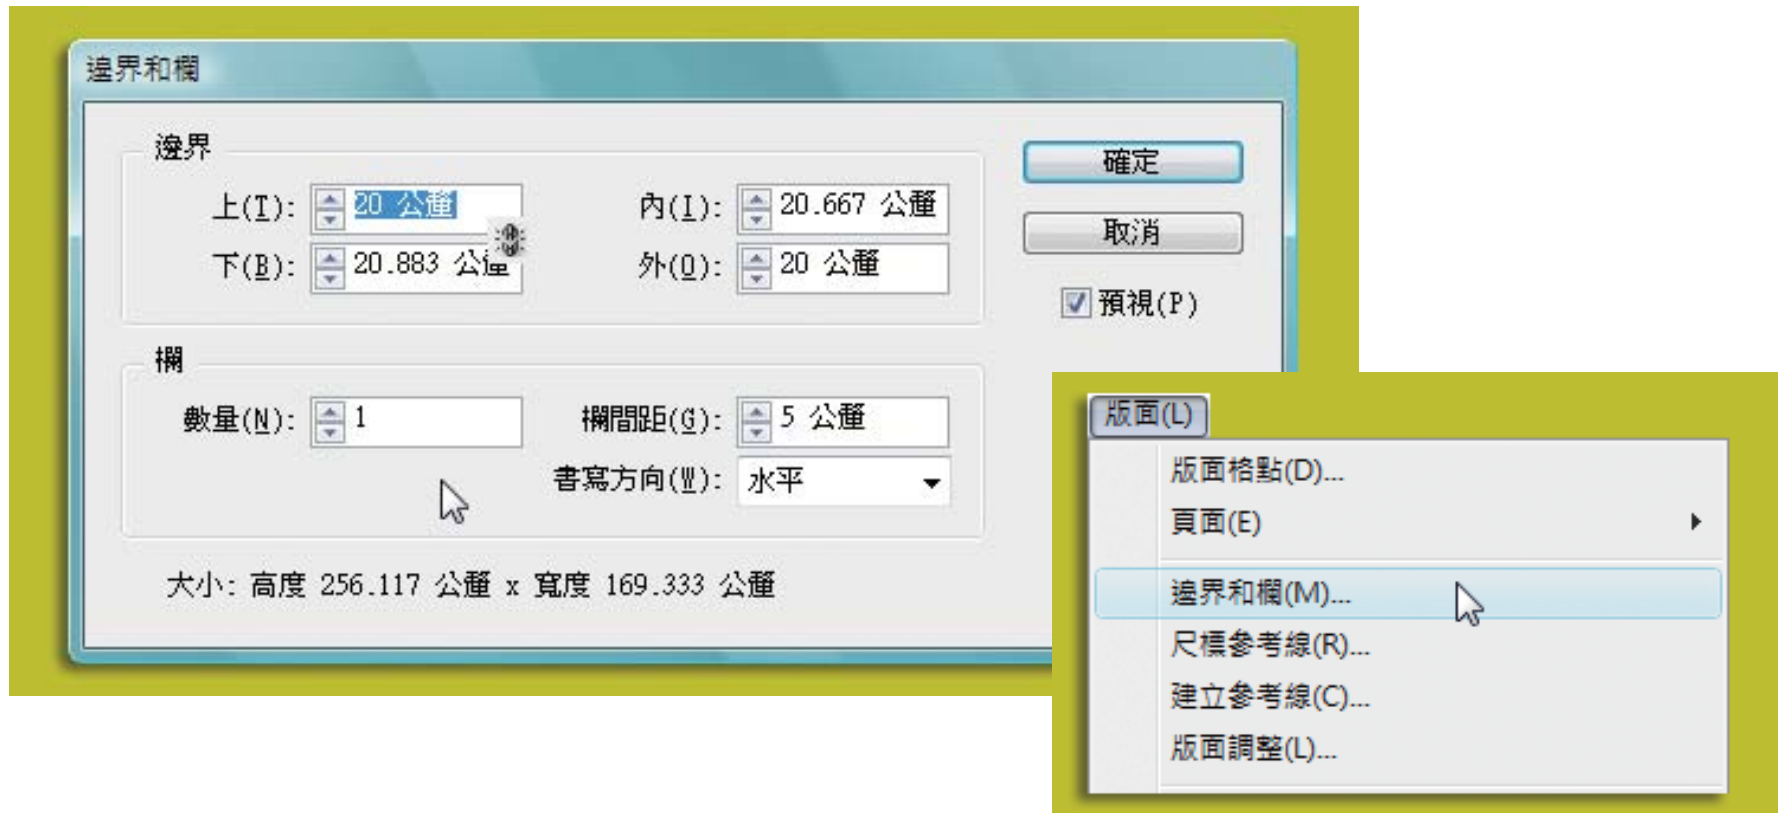 邊界和欄
邊界
上(T): 20 公釐
內(I): 20.667 公釐
確定
下(B): 20.883 公釐
外(O): 20 公釐
取消
預視(P)
欄
數量(N): 1
欄間距(G): 5 公釐
書寫方向(W): 水平
大小: 高度 256.117 公釐 x 寬度 169.333 公釐
版面(L)
版面格點(D)...
頁面(E)
邊界和欄(M)...
尺標參考線(R)...
建立參考線(C)...
版面調整(L)...